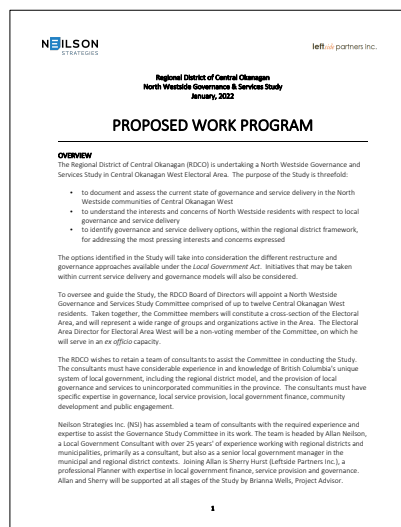 NEILSON
STRATEGIES
leftside partners inc.
Regional District of Central Okanagan
North Westside Governance & Services Study
January, 2022
PROPOSED WORK PROGRAM
OVERVIEW
The Regional District of Central Okanagan (RDCO) is undertaking a North Westside Governance and
Services Study in Central Okanagan West Electoral Area. The purpose of the Study is threefold:
• to document and assess the current state of governance and service delivery in the North
Westside communities of Central Okanagan West
• to understand the interests and concerns of North Westside residents with respect to local
governance and service delivery
• to identify governance and service delivery options, within the regional district framework,
for addressing the most pressing interests and concerns expressed
The options identified in the Study will take into consideration the different restructure and
governance approaches available under the Local Government Act. Initiatives that may be taken
within current service delivery and governance models will also be considered.
To oversee and guide the Study, the RDCO Board of Directors will appoint a North Westside
Governance and Services Study Committee comprised of up to twelve Central Okanagan West
residents. Taken together, the Committee members will constitute a cross-section of the Electoral
Area, and will represent a wide range of groups and organizations active in the Area. The Electoral
Area Director for Electoral Area West will be a non-voting member of the Committee, on which he
will serve in an ex officio capacity.
The RDCO wishes to retain a team of consultants to assist the Committee in conducting the Study.
The consultants must have considerable experience in and knowledge of British Columbia's unique
system of local government, including the regional district model, and the provision of local
governance and services to unincorporated communities in the province. The consultants must have
specific expertise in governance, local service provision, local government finance, community
development and public engagement.
Neilson Strategies Inc. (NSI) has assembled a team of consultants with the required experience and
expertise to assist the Governance Study Committee in its work. The team is headed by Allan Neilson,
a Local Government Consultant with over 25 years' of experience working with regional districts and
municipalities, primarily as a consultant, but also as a senior local government manager in the
municipal and regional district contexts. Joining Allan is Sherry Hurst (Leftside Partners Inc.), a
professional Planner with expertise in local government finance, service provision and governance.
Allan and Sherry will be supported at all stages of the Study by Brianna Wells, Project Advisor.
1